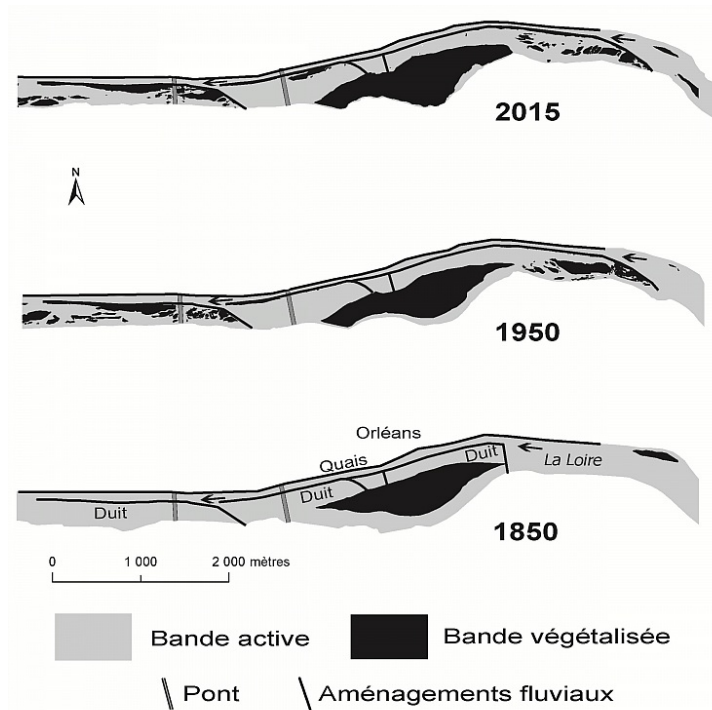 2015
N
1950
Orléans
Quais
Duit
La Loire
Duit
Duit
1850
0 1 000 2 000 mètres
Bande active
Bande végétalisée
Pont
Aménagements fluviaux